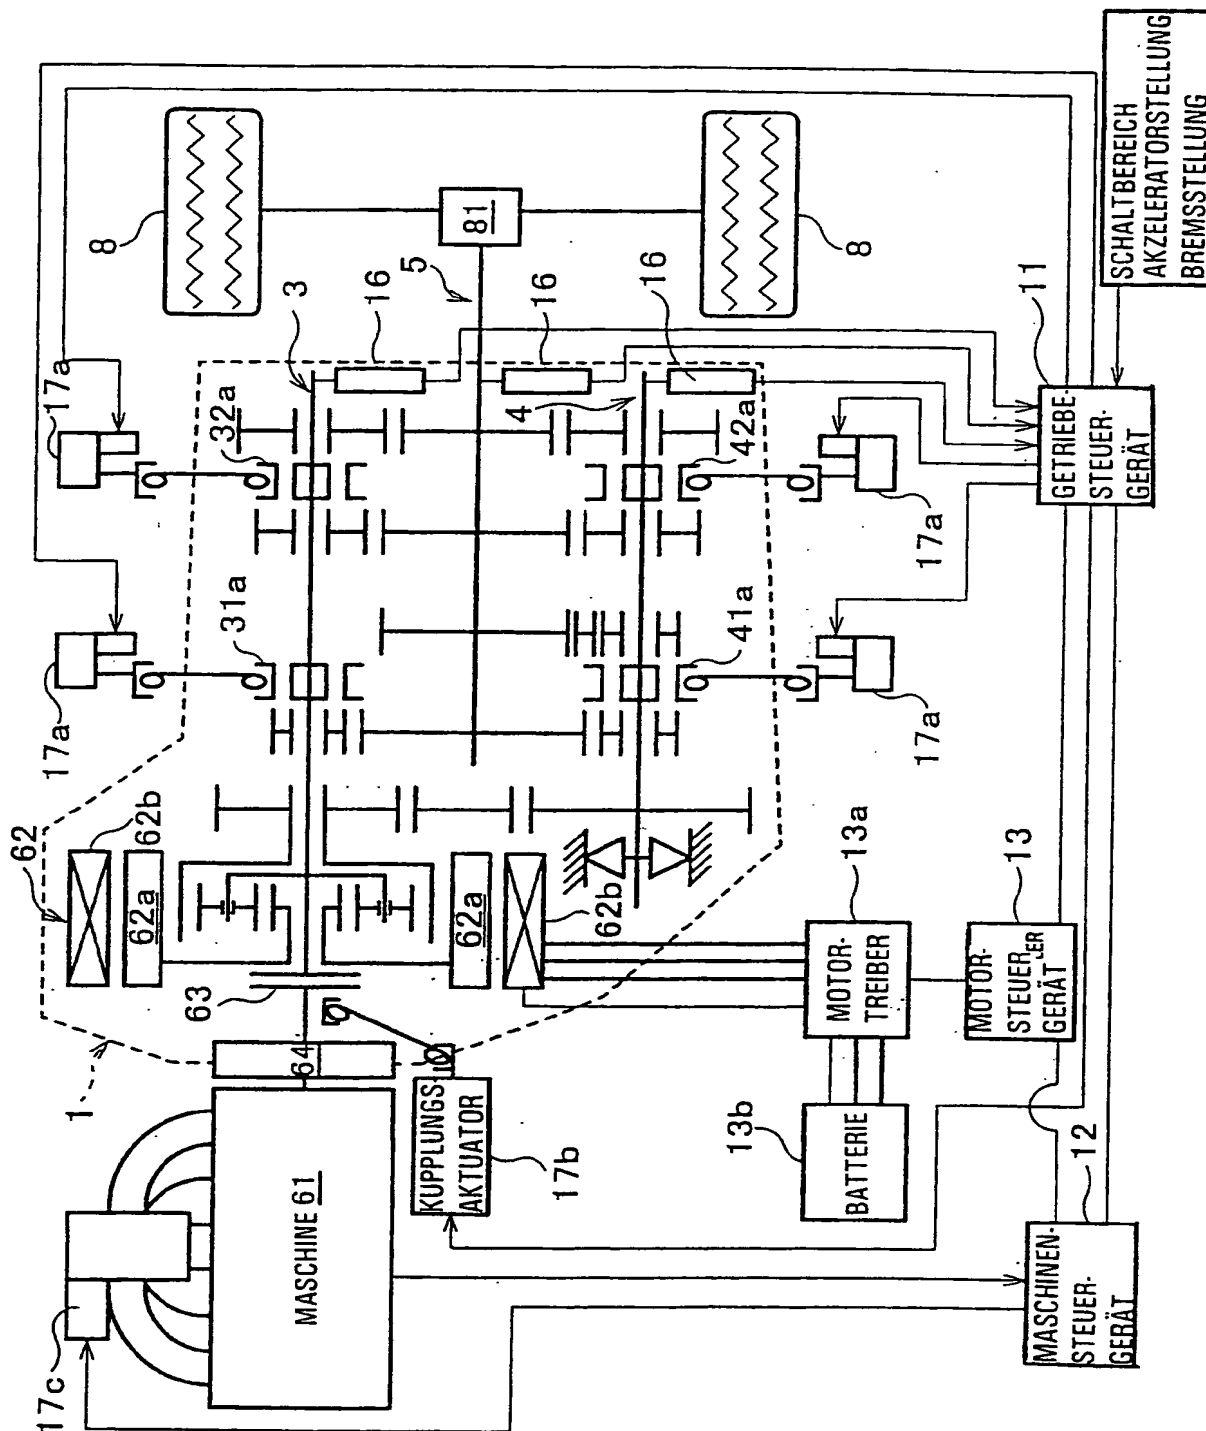 SCHALTBEREICH
AKZELERATORSTELLUNG
BREMSSTELLUNG
8
81
8
5
3
16
16
16
11
17a
32a
4
42a
17a
GETRIEBE-
STEUER-
GERÄT
17a
31a
41a
17a
62
62b
62a
62a
62b
13a
13
63
MOTOR-
TREIBER
MOTOR-
STEUERLER
GERÄT
1
64
KUPPLUNGS-
AKTUATOR
17b
13b
BATTERIE
12
MASCHINE 61
17c
MASCHINEN-
STEUER-
GERÄT